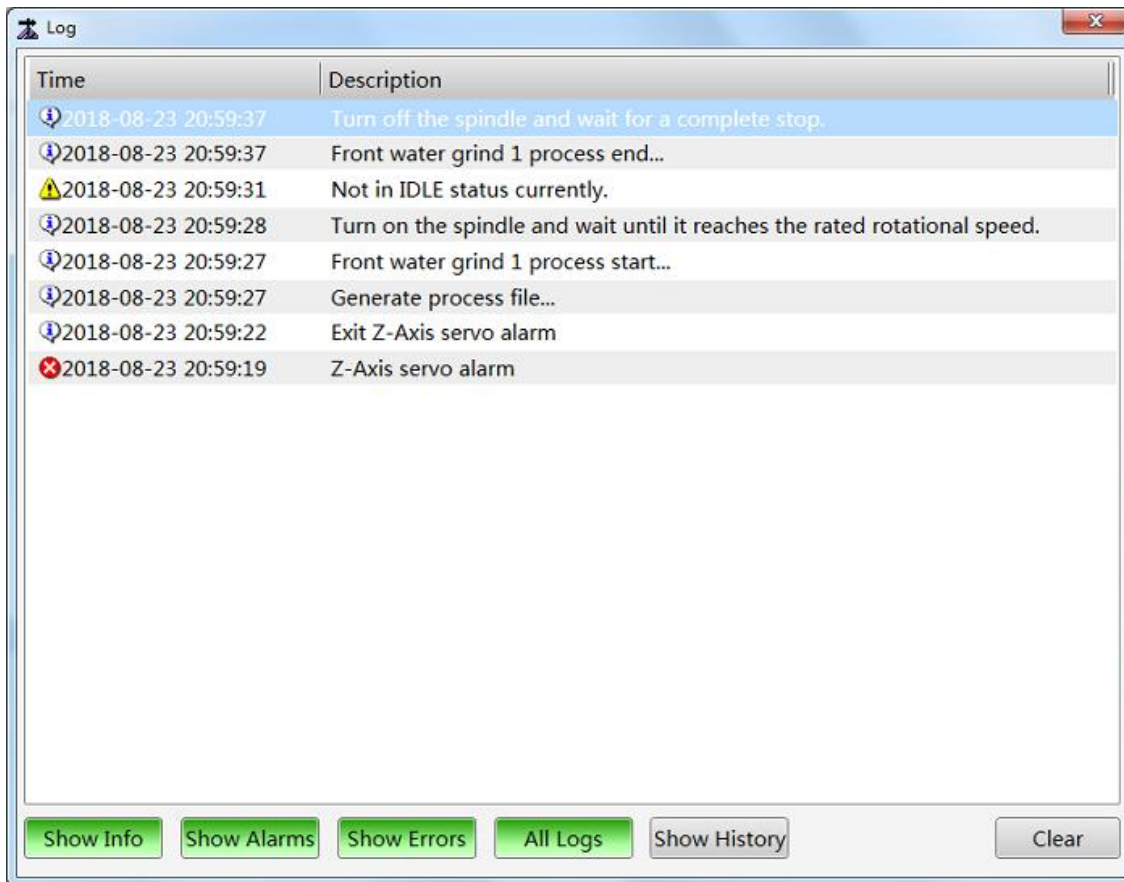 Log
Time Description
2018-08-23 20:59:37 Turn off the spindle and wait for a complete stop.
2018-08-23 20:59:37 Front water grind 1 process end...
2018-08-23 20:59:31 Not in IDLE status currently.
2018-08-23 20:59:28 Turn on the spindle and wait until it reaches the rated rotational speed.
2018-08-23 20:59:27 Front water grind 1 process start...
2018-08-23 20:59:27 Generate process file...
2018-08-23 20:59:22 Exit Z-Axis servo alarm
2018-08-23 20:59:19 Z-Axis servo alarm
Show Info Show Alarms Show Errors All Logs Show History Clear